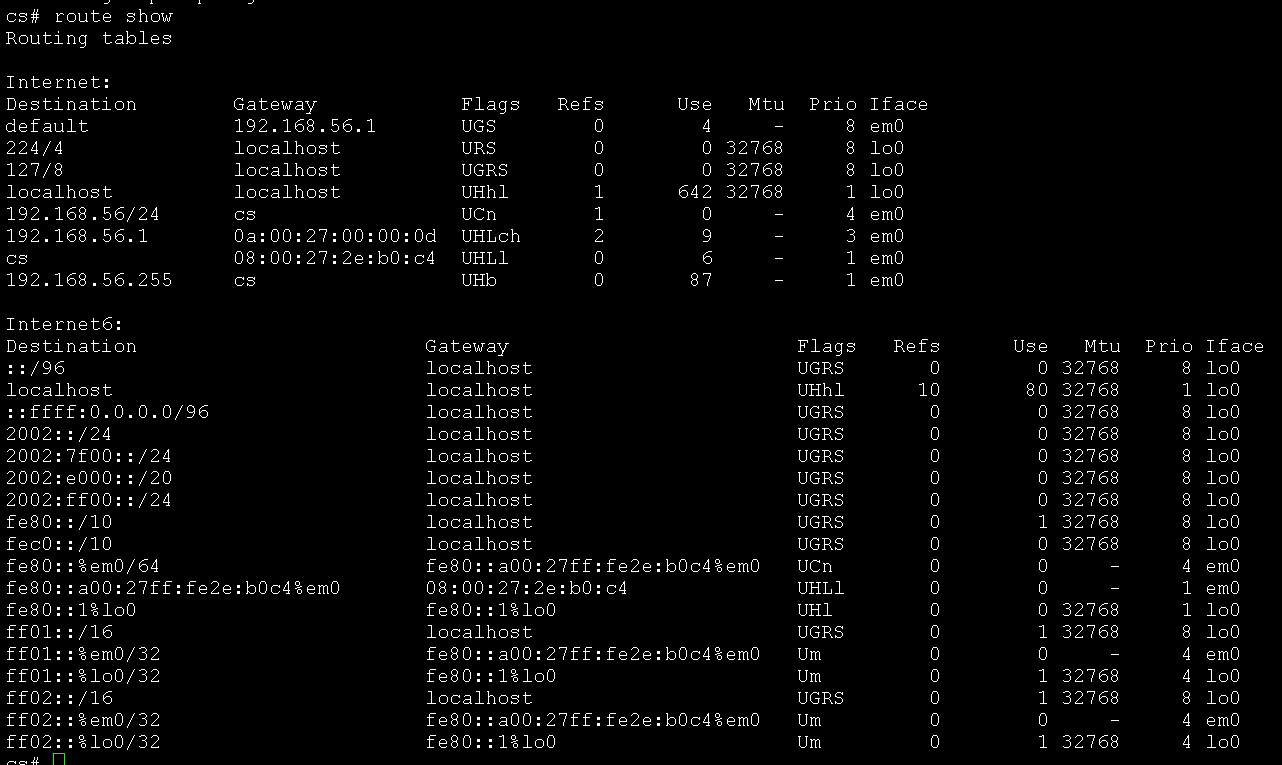 cs# route show
Routing tables

Internet:
Destination        Gateway            Flags   Refs      Use   Mtu  Prio Iface
default            192.168.56.1       UGS        0        4     -     8 em0
224/4              localhost          URS        0        0 32768     8 lo0
127/8              localhost          UGRS       0        0 32768     8 lo0
localhost          localhost          UHhl       1      642 32768     1 lo0
192.168.56/24      cs                 UCn        1        0     -     4 em0
192.168.56.1       0a:00:27:00:00:0d  UHLch      2        9     -     3 em0
cs                 08:00:27:2e:b0:c4  UHLl       0        6     -     1 em0
192.168.56.255     cs                 UHb        0       87     -     1 em0

Internet6:
Destination                        Gateway                        Flags   Refs      Use   Mtu  Prio Iface
::/96                              localhost                      UGRS       0        0 32768     8 lo0
localhost                          localhost                      UHhl      10       80 32768     1 lo0
::ffff:0.0.0.0/96                  localhost                      UGRS       0        0 32768     8 lo0
2002::/24                          localhost                      UGRS       0        0 32768     8 lo0
2002:7f00::/24                     localhost                      UGRS       0        0 32768     8 lo0
2002:e000::/20                     localhost                      UGRS       0        0 32768     8 lo0
2002:ff00::/24                     localhost                      UGRS       0        0 32768     8 lo0
fe80::/10                          localhost                      UGRS       0        1 32768     8 lo0
fec0::/10                          localhost                      UGRS       0        0 32768     8 lo0
fe80::%em0/64                      fe80::a00:27ff:fe2e:b0c4%em0   UCn        0        0     -     4 em0
fe80::a00:27ff:fe2e:b0c4%em0       08:00:27:2e:b0:c4              UHLl       0        0     -     1 em0
fe80::1%lo0                        fe80::1%lo0                    UHl        0        0 32768     1 lo0
ff01::/16                          localhost                      UGRS       0        1 32768     8 lo0
ff01::%em0/32                      fe80::a00:27ff:fe2e:b0c4%em0   Um         0        0     -     4 em0
ff01::%lo0/32                      fe80::1%lo0                    Um         0        1 32768     4 lo0
ff02::/16                          localhost                      UGRS       0        1 32768     8 lo0
ff02::%em0/32                      fe80::a00:27ff:fe2e:b0c4%em0   Um         0        0     -     4 em0
ff02::%lo0/32                      fe80::1%lo0                    Um         0        1 32768     4 lo0
cs#